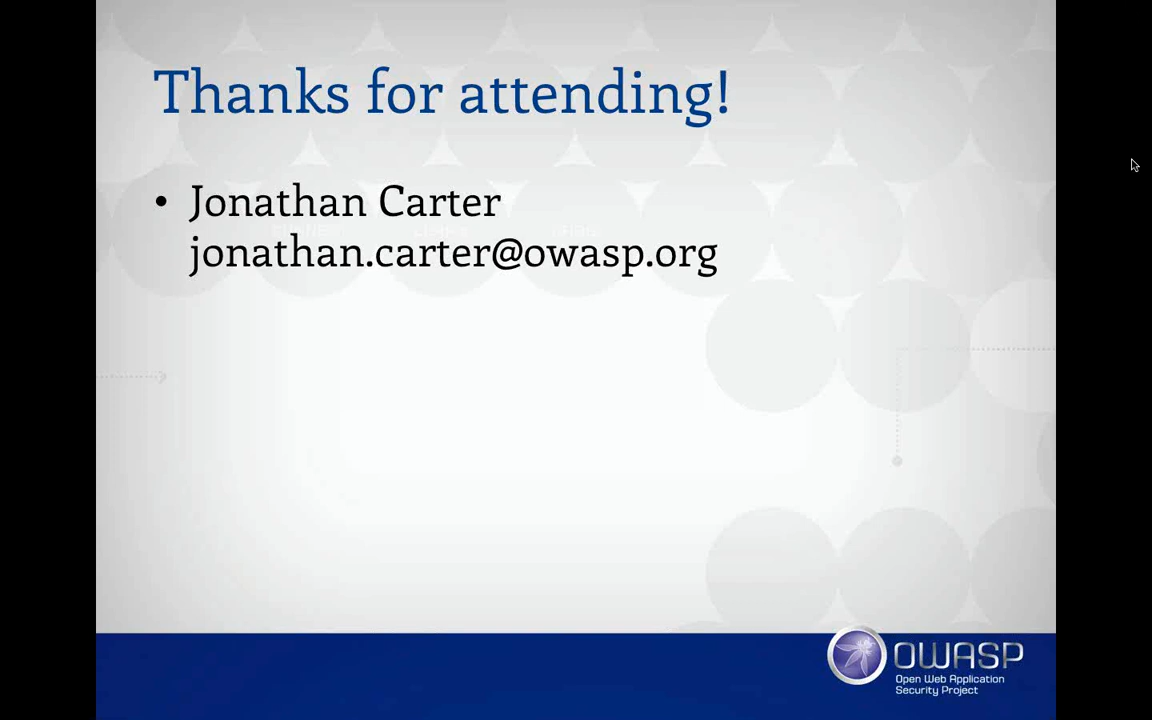 Thanks for attending!
• Jonathan Carter
jonathan.carter@owasp.org
OWASP
Open Web Application
Security Project